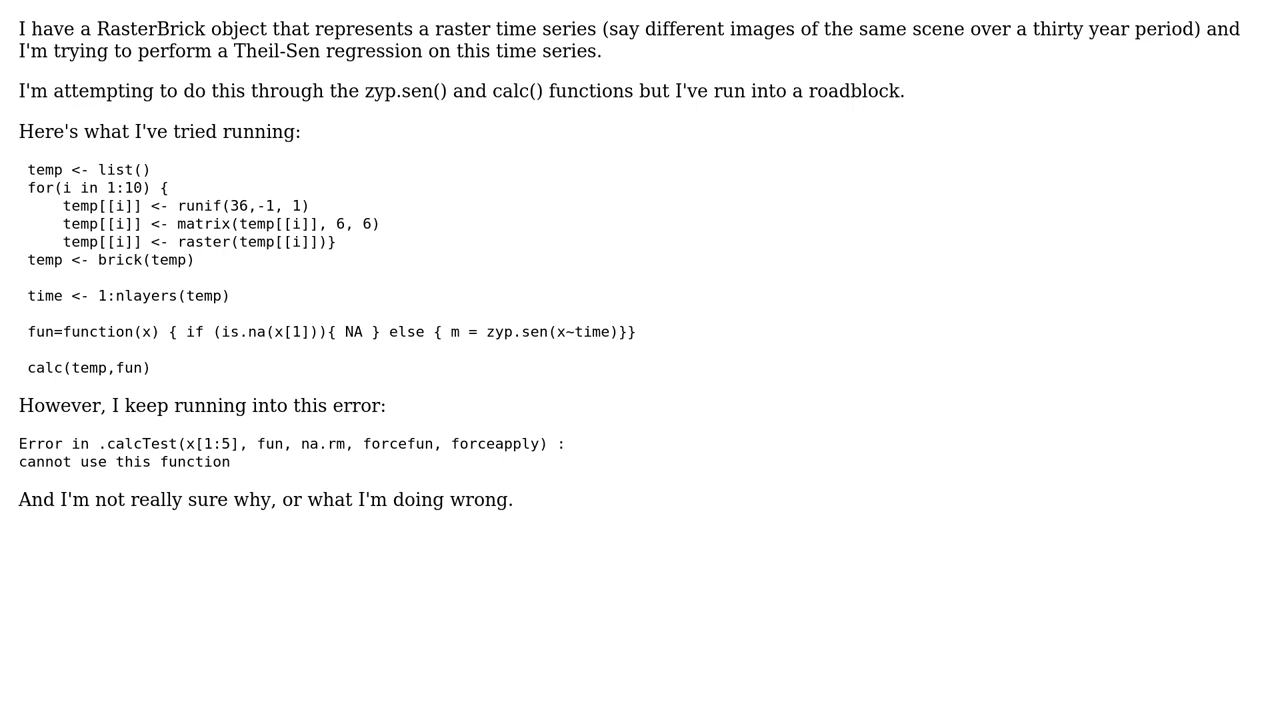 I have a RasterBrick object that represents a raster time series (say different images of the same scene over a thirty year period) and
I'm trying to perform a Theil-Sen regression on this time series.
I'm attempting to do this through the zyp.sen() and calc() functions but I've run into a roadblock.
Here's what I've tried running:
temp <- list()
for(i in 1:10) {
    temp[[i]] <- runif(36,-1, 1)
    temp[[i]] <- matrix(temp[[i]], 6, 6)
    temp[[i]] <- raster(temp[[i]])}
temp <- brick(temp)
time <- 1:nlayers(temp)
fun=function(x) { if (is.na(x[1])){ NA } else { m = zyp.sen(x~time)}}
calc(temp,fun)
However, I keep running into this error:
Error in .calcTest(x[1:5], fun, na.rm, forcefun, forceapply) :
cannot use this function
And I'm not really sure why, or what I'm doing wrong.